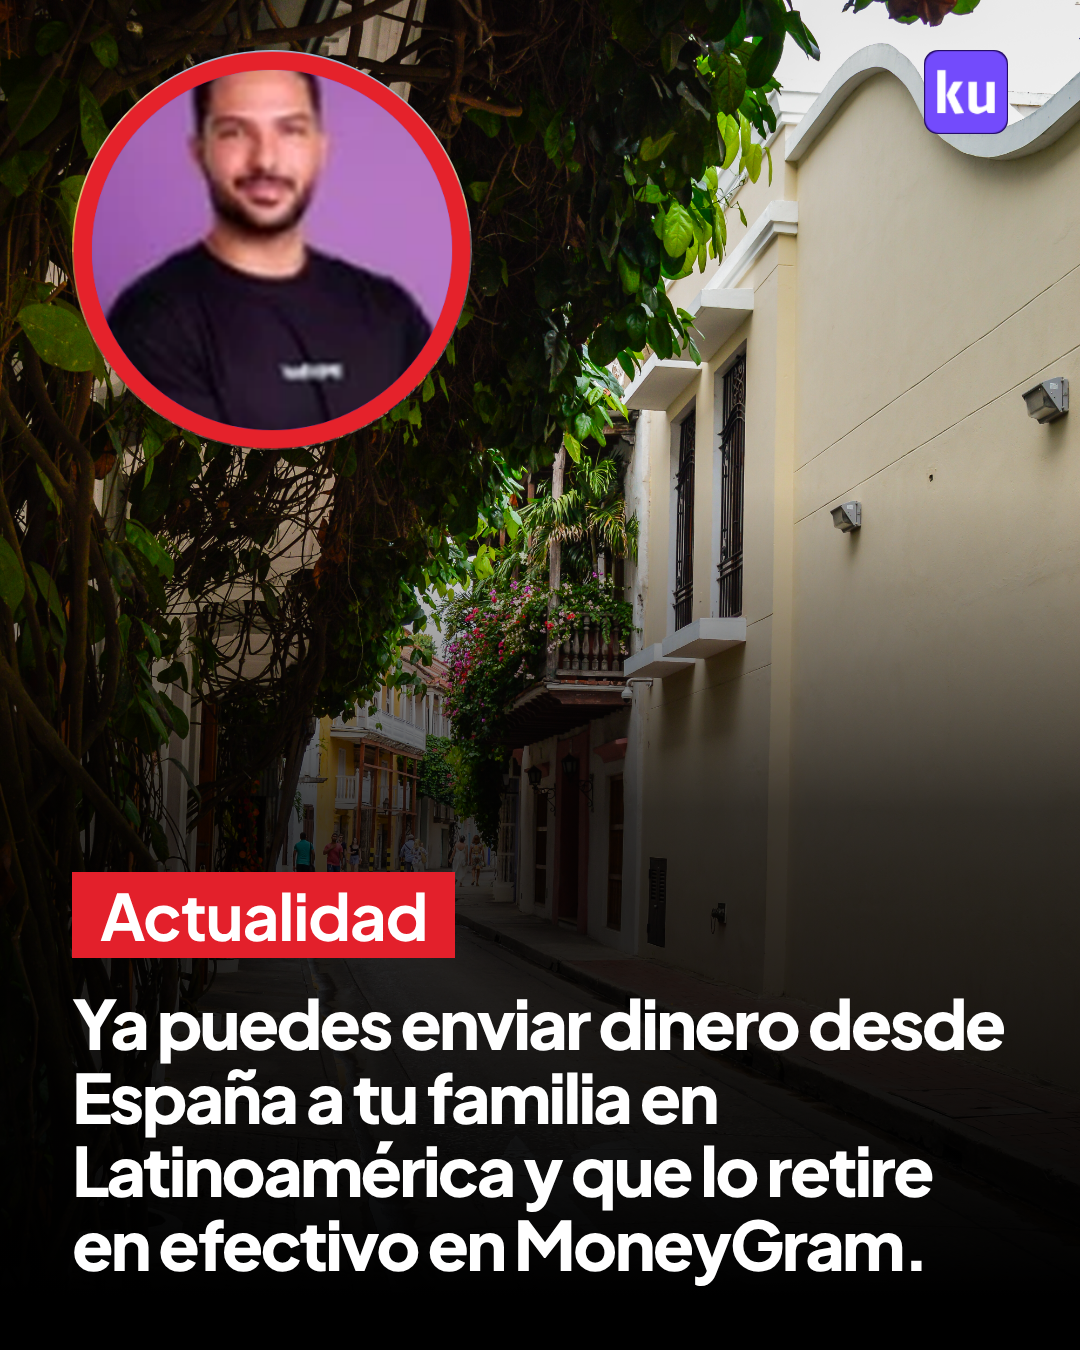 ku
Actualidad
Ya puedes enviar dinero desde
España a tu familia en
Latinoamérica y que lo retire
en efectivo en MoneyGram.